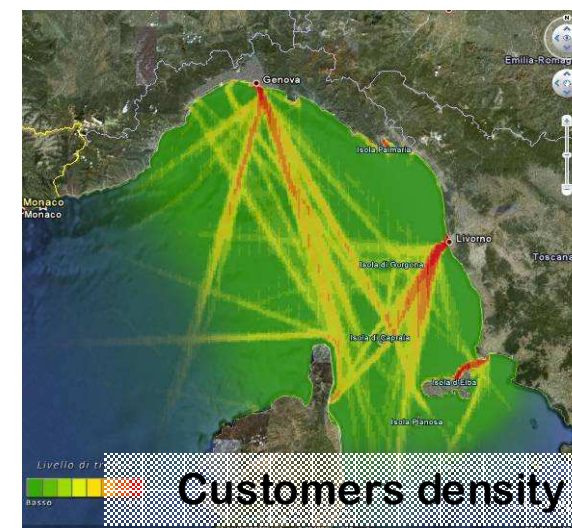 N
Emilia-Romag
Genova
Isola Palmaria
Monaco
Monaco
Livorno
Toscana
Isola di Gorgona
Isola di Capraia
Isola d'Elba
Isola Pianosa
Livello di tr
Basso
Customers density